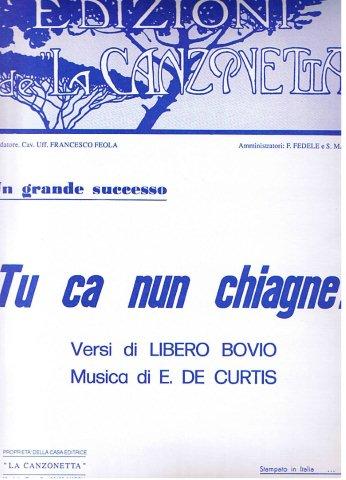 EDIZIONI
de "LA CANZONETTA
datore. Cav. Uff. FRANCESCO FEOLA
Amministratori: F. FEDELE e S. M.
Un grande successo
Tu ca nun chiagne!
Versi di LIBERO BOVIO
Musica di E. DE CURTIS
PROPRIETÀ DELLA CASA EDITRICE
"LA CANZONETTA"
Stampato in Italia ...